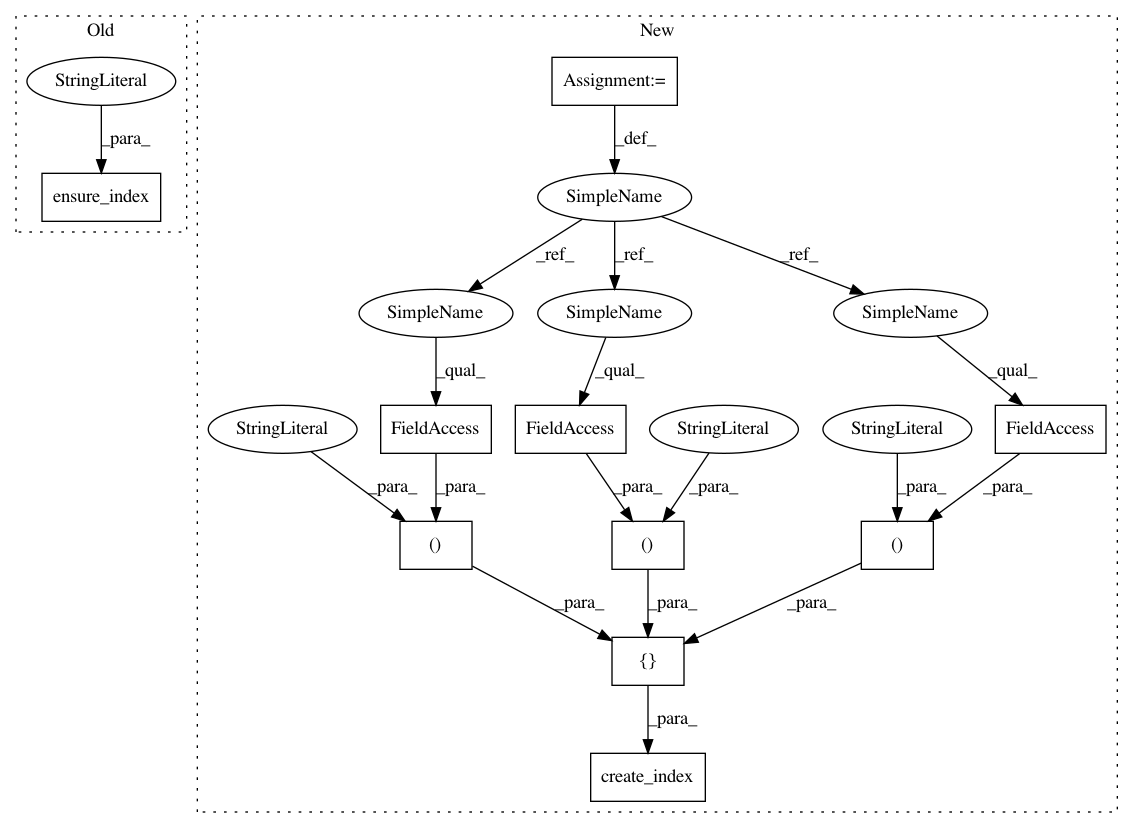 Old
New
StringLiteral
Assignment:=
_para_
_def_
ensure_index
SimpleName
_ref_
_ref_
_ref_
SimpleName
SimpleName
SimpleName
_qual_
_qual_
_qual_
StringLiteral
FieldAccess
FieldAccess
StringLiteral
StringLiteral
FieldAccess
_para_
_para_
_para_
_para_
_para_
_para_
()
()
()
_para_
_para_
_para_
{}
_para_
create_index